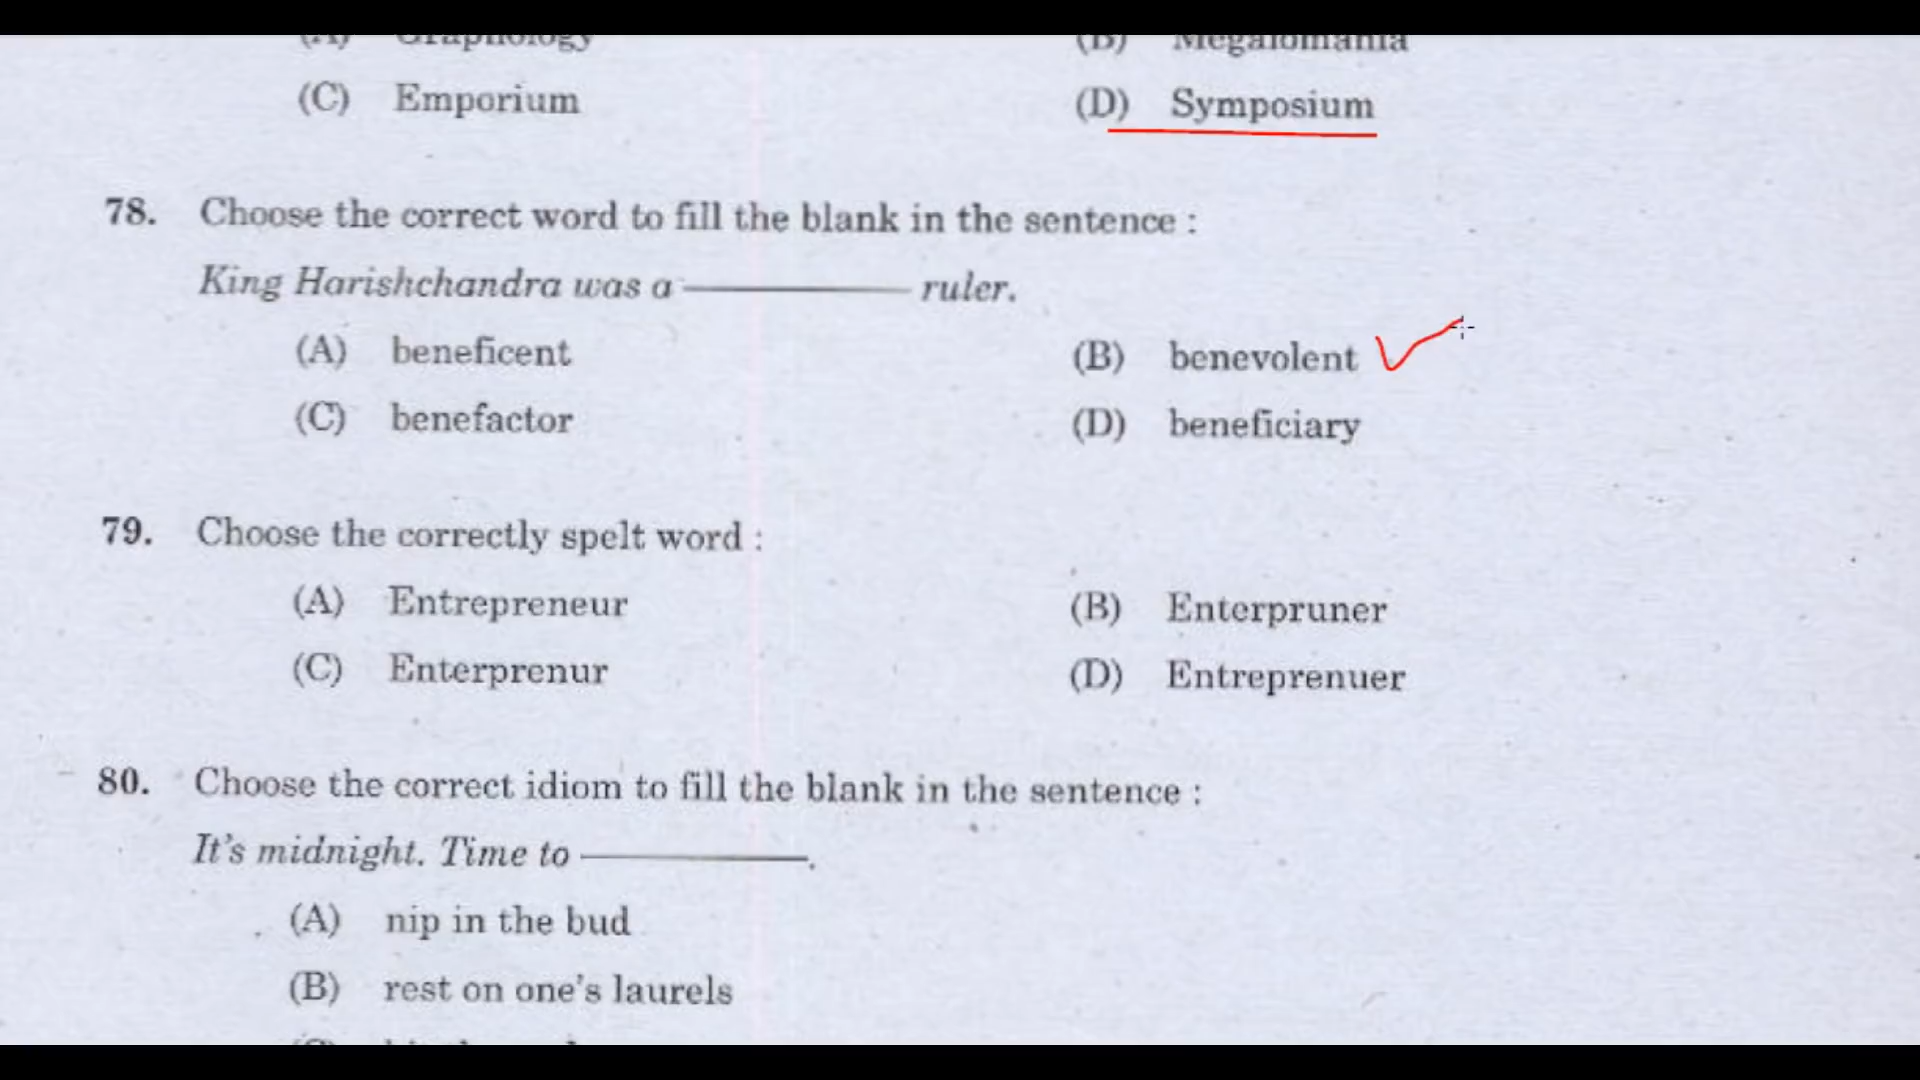 (A) Graphology (B) Megalomania
(C) Emporium (D) Symposium
78. Choose the correct word to fill the blank in the sentence :
King Harishchandra was a ———— ruler.
(A) beneficent (B) benevolent
(C) benefactor (D) beneficiary
79. Choose the correctly spelt word :
(A) Entrepreneur (B) Enterpruner
(C) Enterprenur (D) Entreprenuer
80. Choose the correct idiom to fill the blank in the sentence :
It's midnight. Time to ————.
(A) nip in the bud
(B) rest on one's laurels